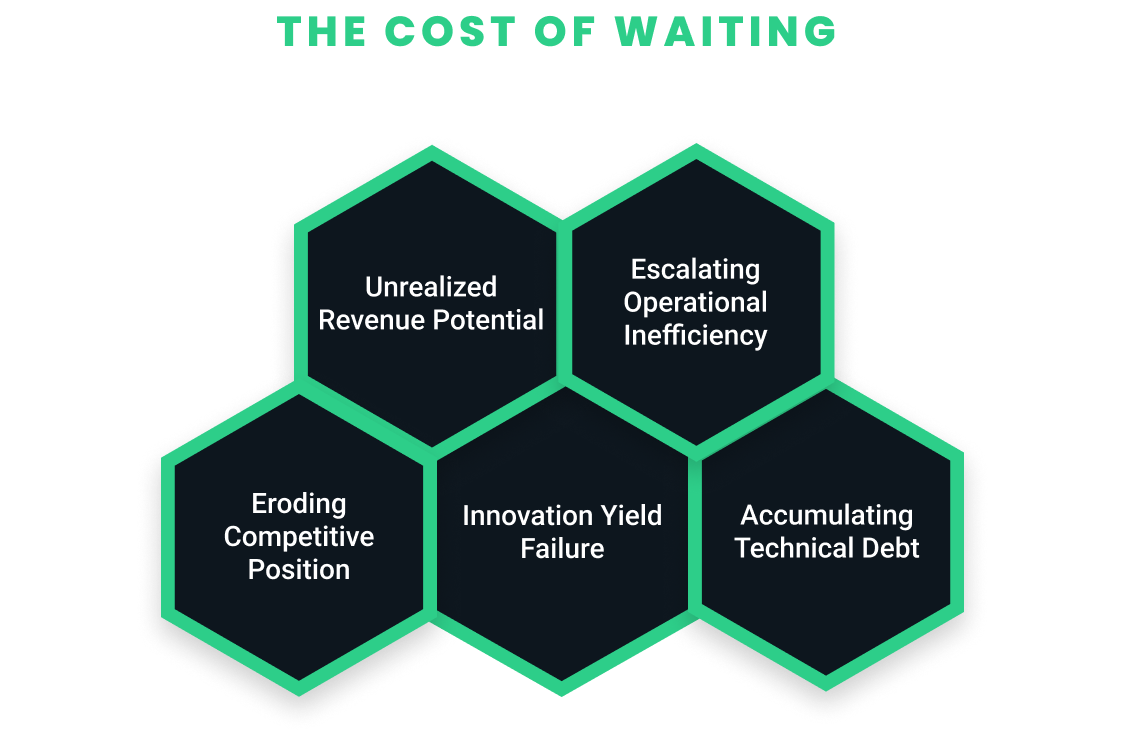 THE COST OF WAITING
Unrealized
Revenue Potential
Escalating
Operational
Inefficiency
Eroding
Competitive
Position
Innovation Yield
Failure
Accumulating
Technical Debt